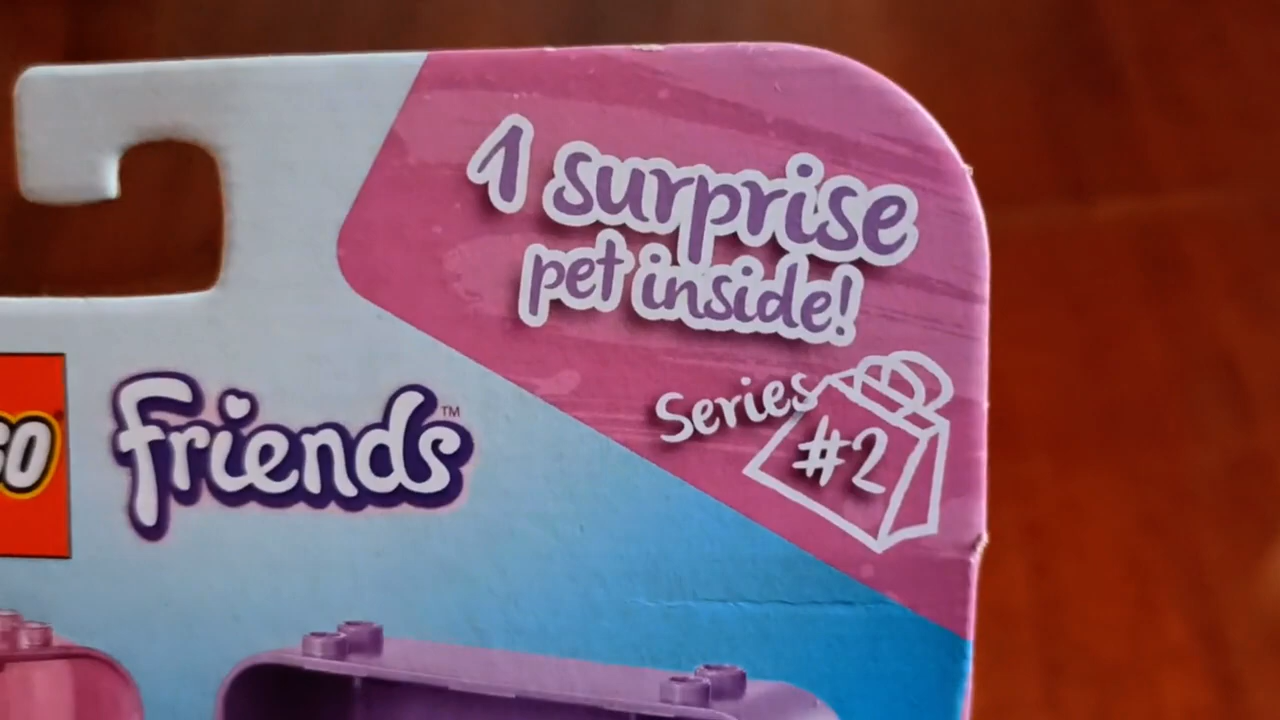 1 surprise
pet inside!
Series #2
friends™